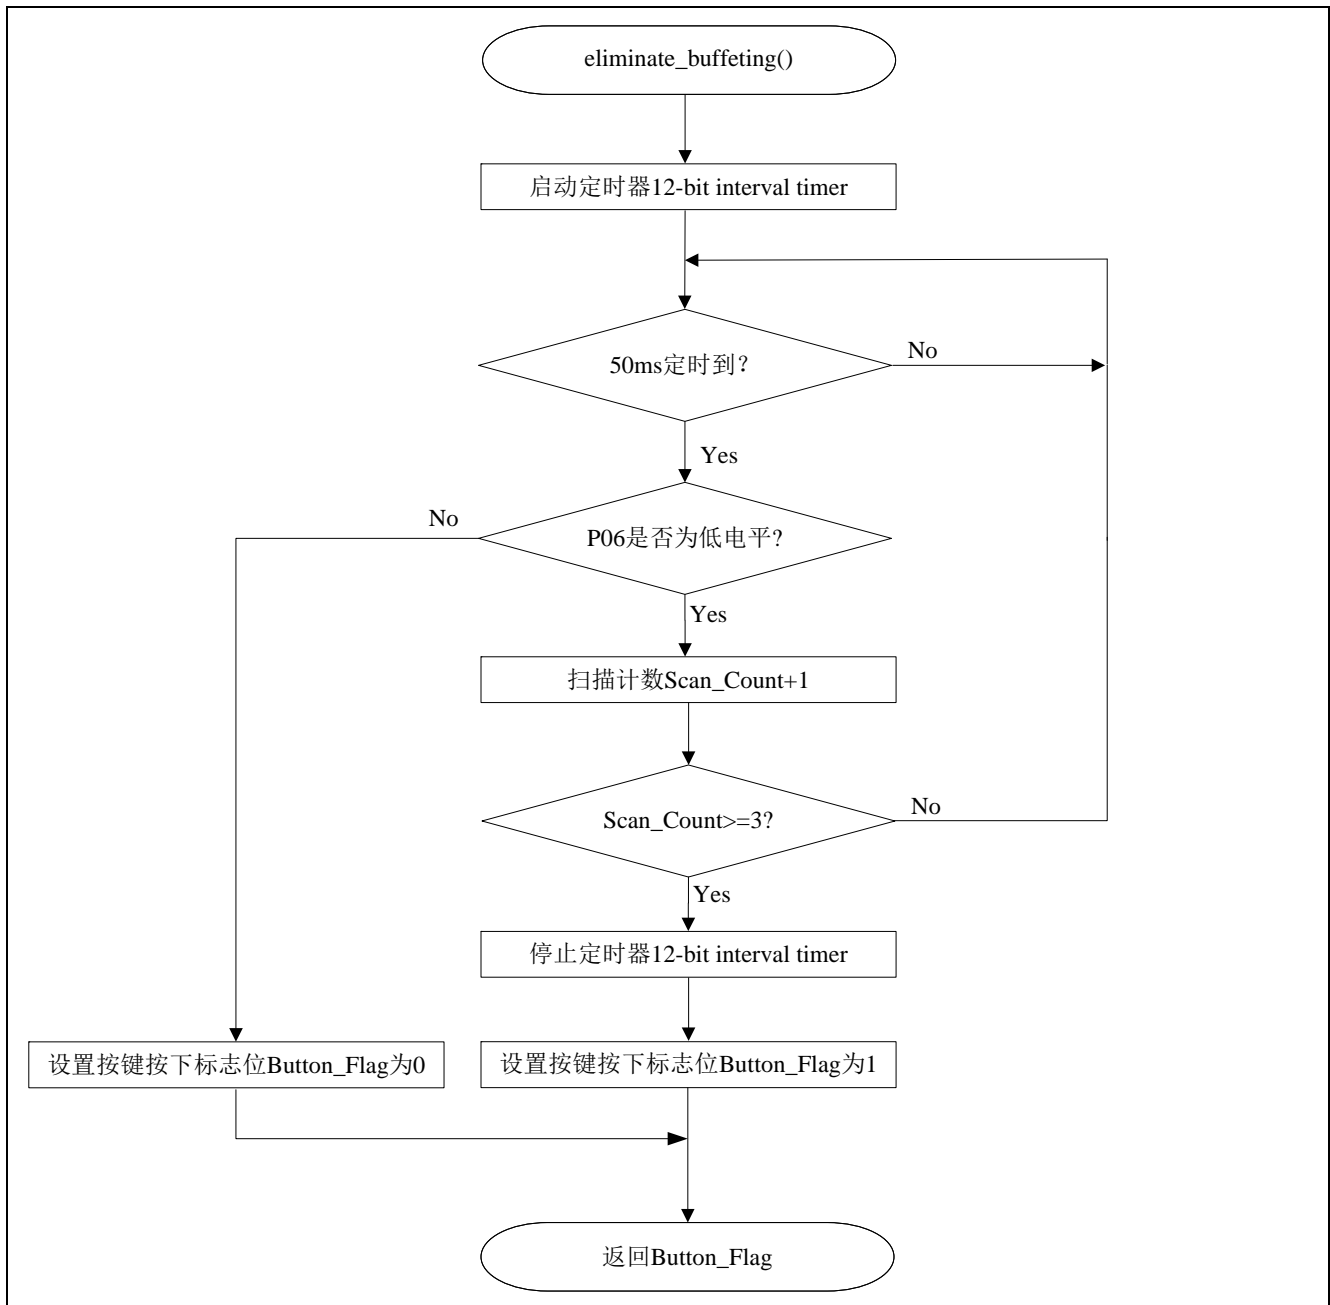 eliminate_buffeting()
启动定时器12-bit interval timer
50ms定时到？
No
Yes
No
P06是否为低电平?
Yes
扫描计数Scan_Count+1
Scan_Count>=3?
No
Yes
停止定时器12-bit interval timer
设置按键按下标志位Button_Flag为0
设置按键按下标志位Button_Flag为1
返回Button_Flag